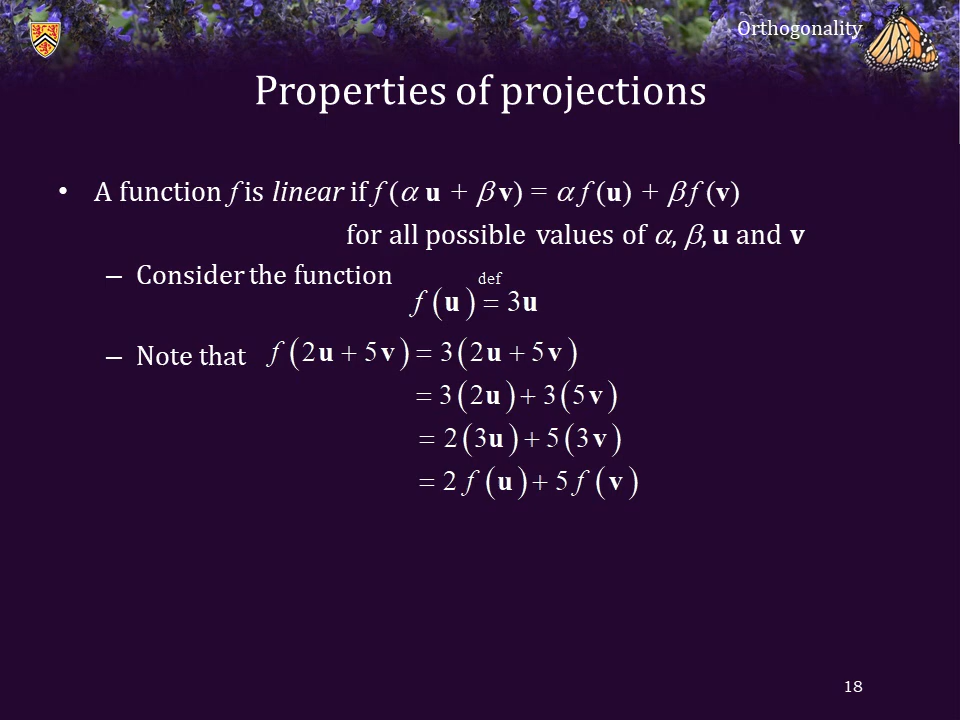 Orthogonality
Properties of projections
• A function f is linear if f (α u + β v) = α f (u) + β f (v)
for all possible values of α, β, u and v
– Consider the function
def
f (u) = 3u
– Note that f (2u + 5v) = 3(2u + 5v)
= 3(2u) + 3(5v)
= 2(3u) + 5(3v)
= 2 f (u) + 5 f (v)
18